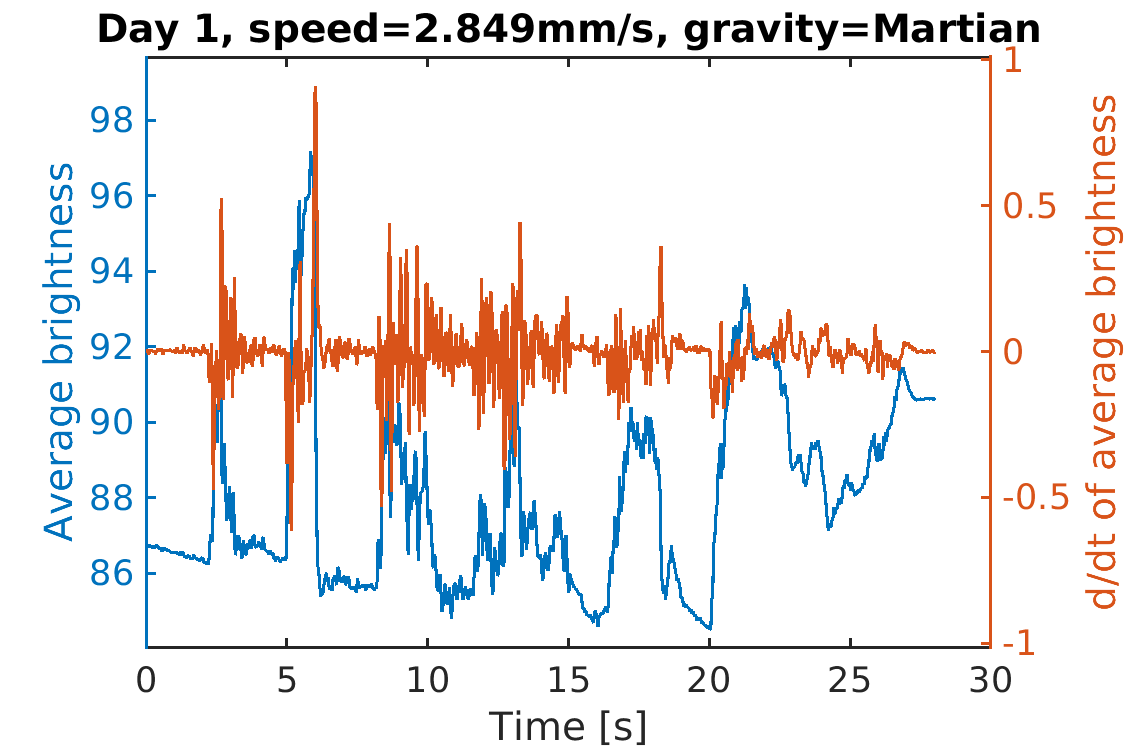 Day 1, speed=2.849mm/s, gravity=Martian
Average brightness
98
96
94
92
90
88
86
1
0.5
0
-0.5
-1
d/dt of average brightness
0 5 10 15 20 25 30
Time [s]